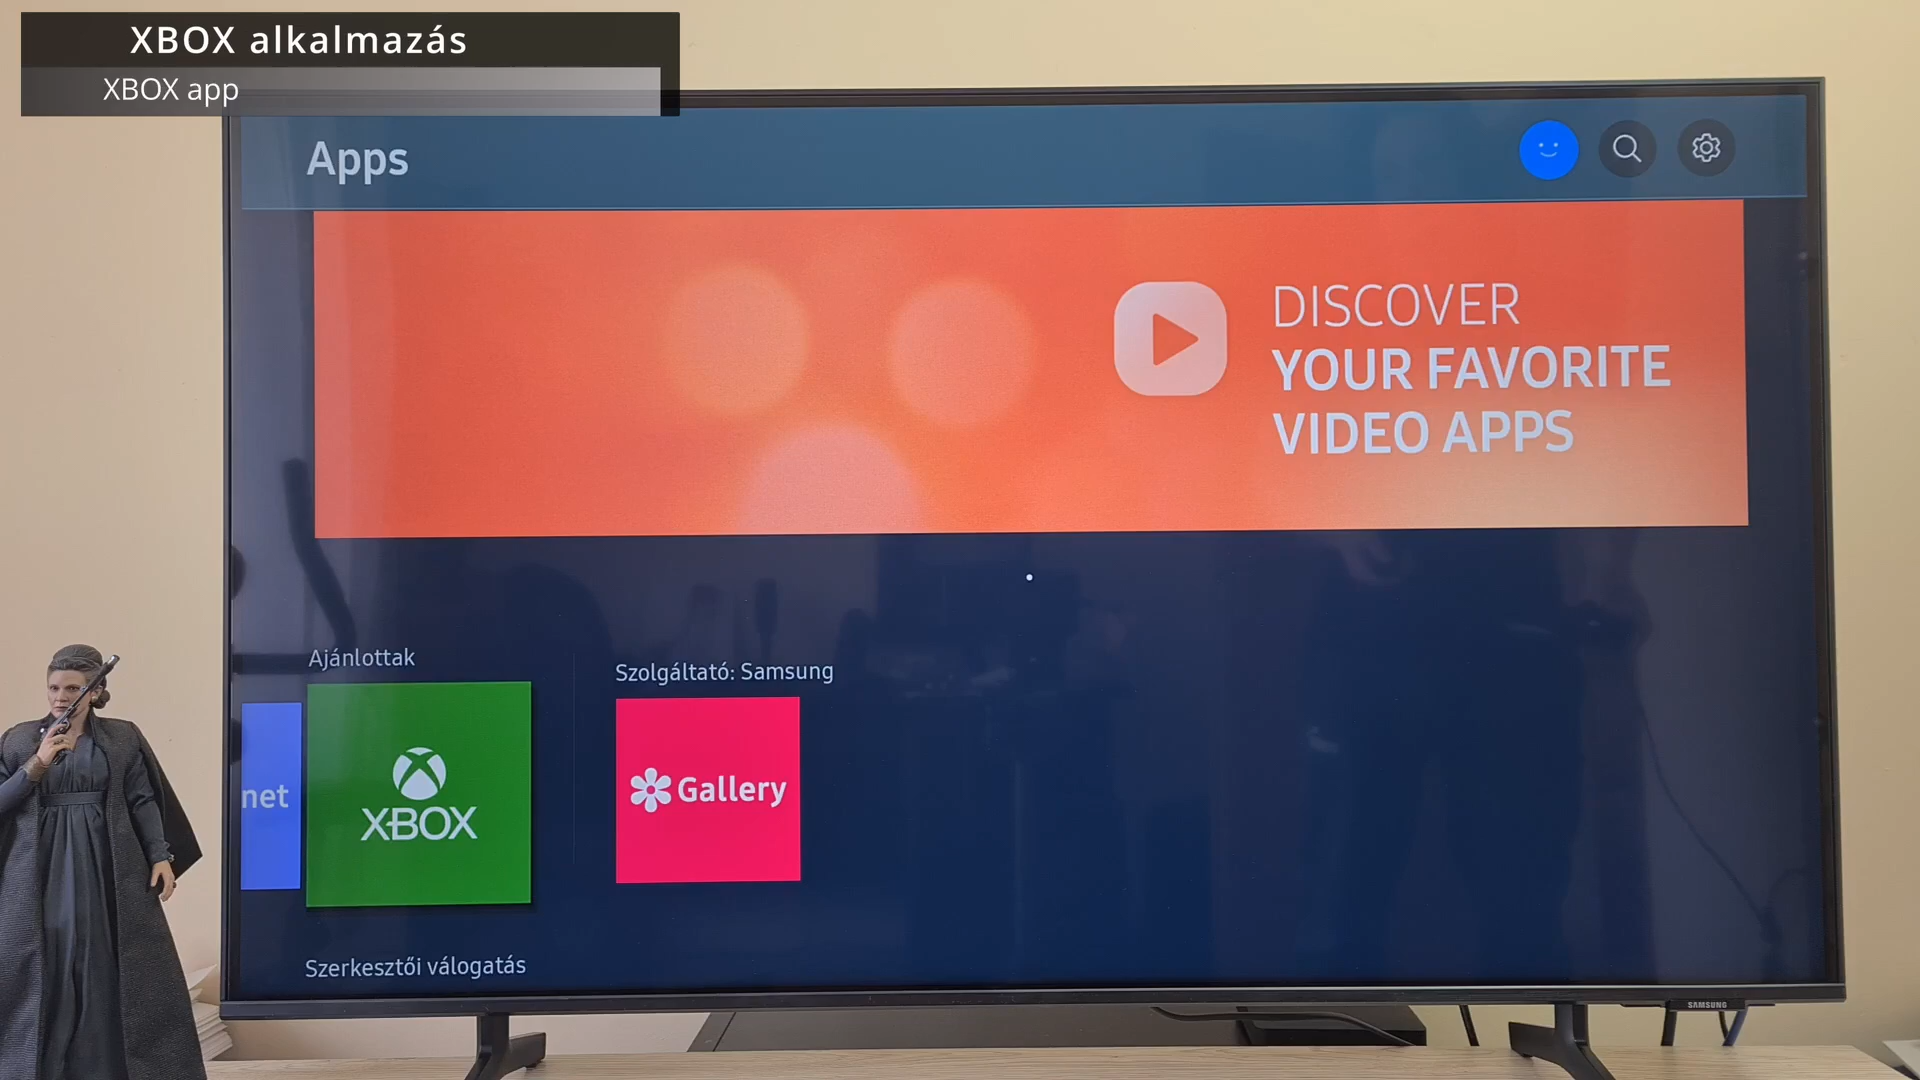 XBOX alkalmazás
XBOX app
Apps
DISCOVER
YOUR FAVORITE
VIDEO APPS
Ajánlottak
Szolgáltató: Samsung
net
XBOX
Gallery
Szerkesztői válogatás
SAMSUNG